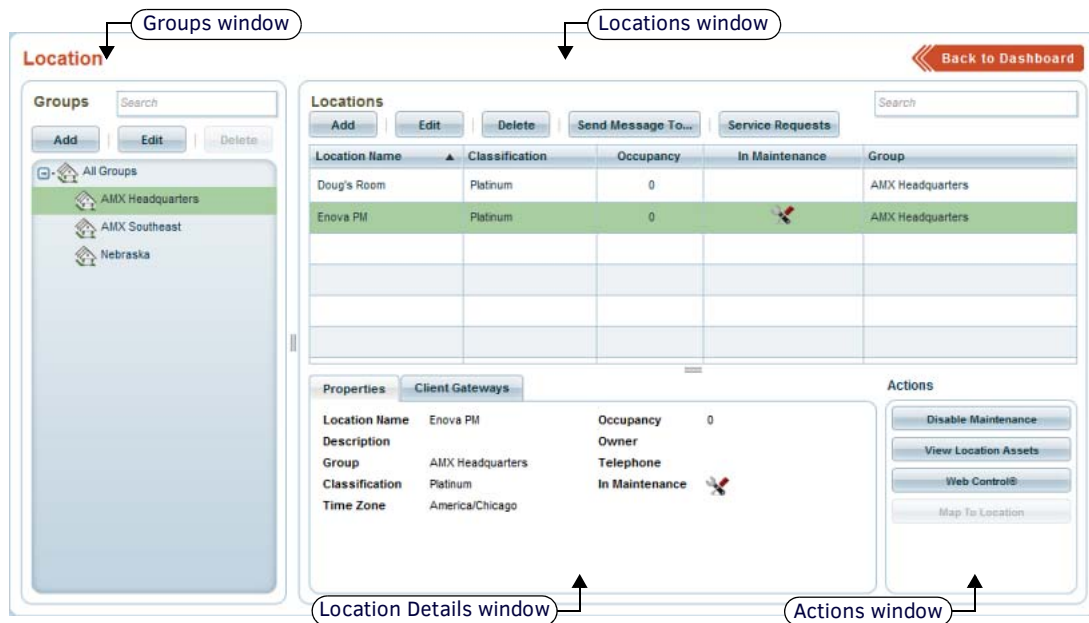 Groups window
Locations window
Location
Back to Dashboard
Groups
Search
Add
Edit
Delete
All Groups
AMX Headquarters
AMX Southeast
Nebraska
Locations
Search
Add
Edit
Delete
Send Message To...
Service Requests
Location Name Classification Occupancy In Maintenance Group
Doug's Room Platinum 0 AMX Headquarters
Enova PM Platinum 0 AMX Headquarters
Properties
Client Gateways
Location Name Enova PM
Description
Group AMX Headquarters
Classification Platinum
Time Zone America/Chicago
Occupancy 0
Owner
Telephone
In Maintenance
Actions
Disable Maintenance
View Location Assets
Web Control®
Map To Location
Location Details window
Actions window